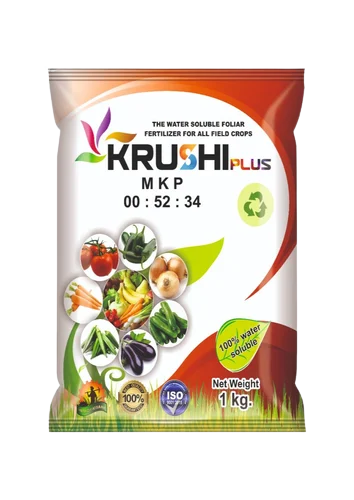 THE WATER SOLUBLE FOLIAR
FERTILIZER FOR ALL FIELD CROPS
KRUSHI PLUS
M K P
00 : 52 : 34
100% water
soluble
Net Weight
1 kg.
100%
ISO